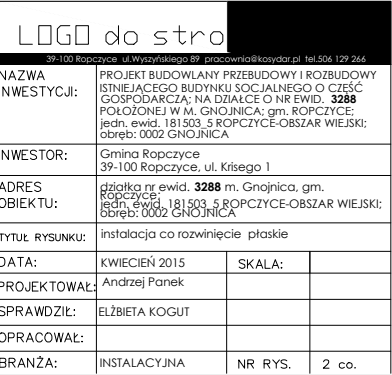 LOGO do stro
39-100 Ropczyce ul.Wyszyńskiego 89 pracownia@kosydar.pl tel.506 129 266
NAZWA INWESTYCJI:
PROJEKT BUDOWLANY PRZEBUDOWY I ROZBUDOWY
ISTNIEJĄCEGO BUDYNKU SOCJALNEGO O CZĘŚĆ
GOSPODARCZĄ; NA DZIAŁCE O NR EWID. 3288
POŁOŻONEJ W M. GNOJNICA; gm. ROPCZYCE;
jedn. ewid. 181503_5 ROPCZYCE-OBSZAR WIEJSKI;
obręb: 0002 GNOJNICA
INWESTOR:
Gmina Ropczyce
39-100 Ropczyce, ul. Krisego 1
ADRES OBIEKTU:
działka nr ewid. 3288 m. Gnojnica, gm.
Ropczyce;
jedn. ewid. 181503_5 ROPCZYCE-OBSZAR WIEJSKI;
obręb: 0002 GNOJNICA
TYTUŁ RYSUNKU: instalacja co rozwinięcie płaskie
DATA: KWIECIEŃ 2015 SKALA:
PROJEKTOWAŁ: Andrzej Panek
SPRAWDZIŁ: ELŻBIETA KOGUT
OPRACOWAŁ:
BRANŻA: INSTALACYJNA NR RYS. 2 co.